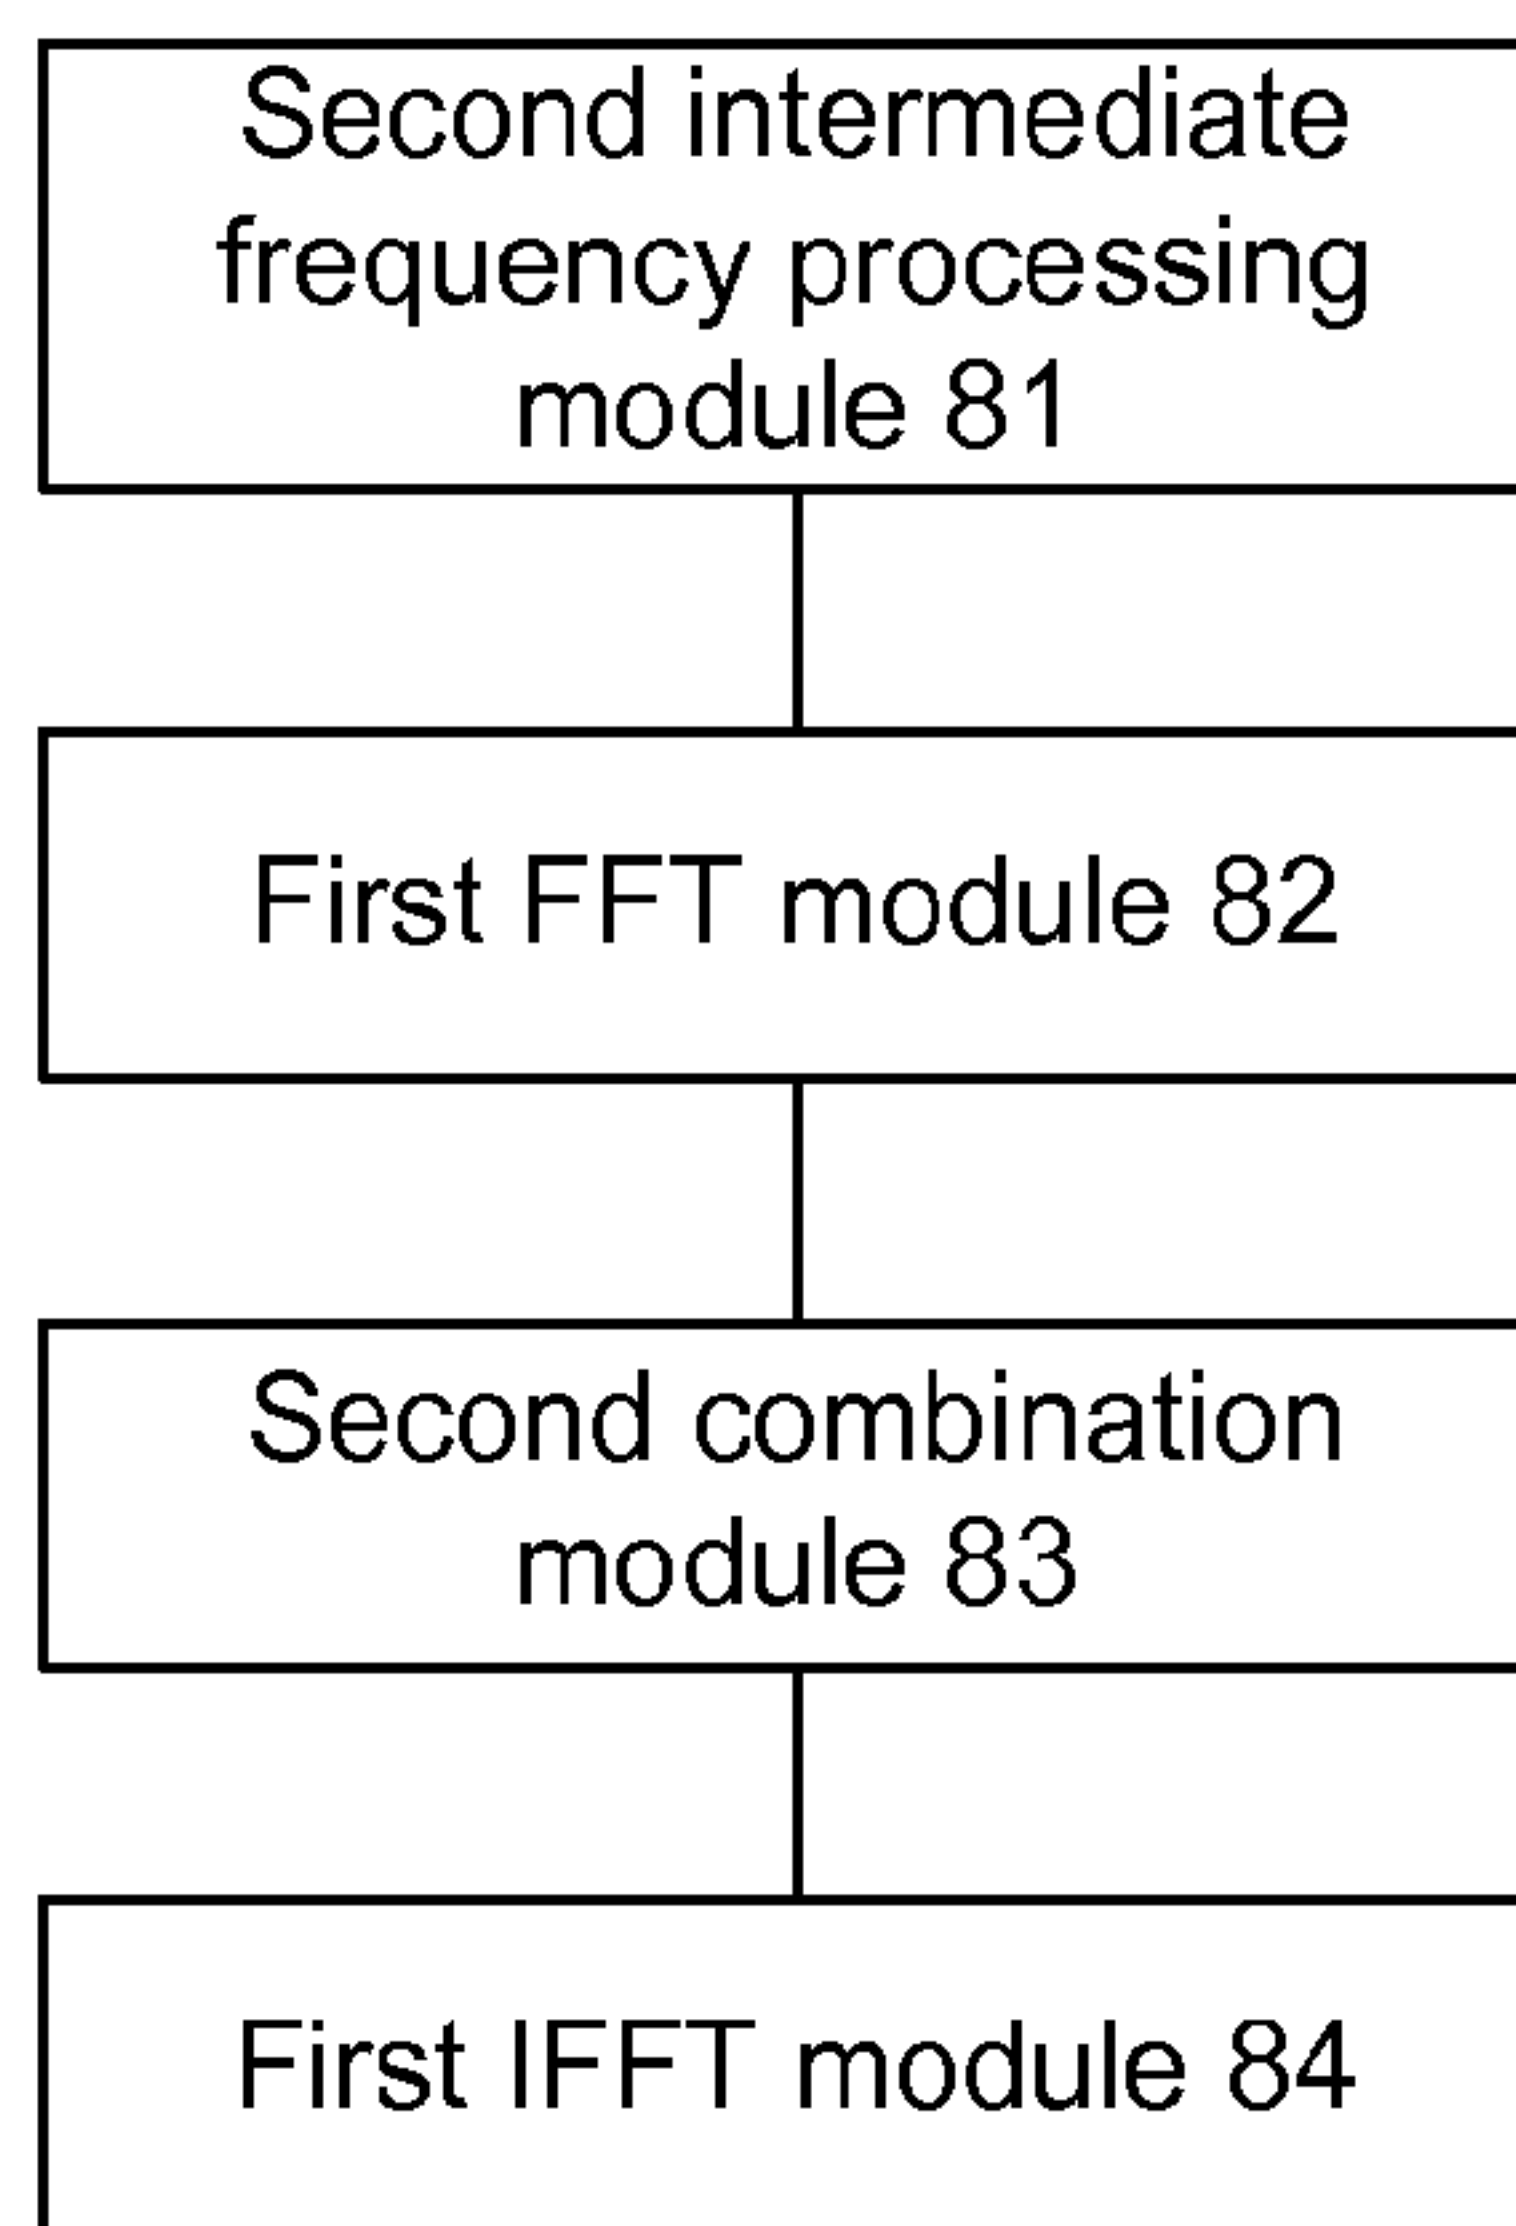 Second intermediate
frequency processing
module 81
First FFT module 82
Second combination
module 83
First IFFT module 84